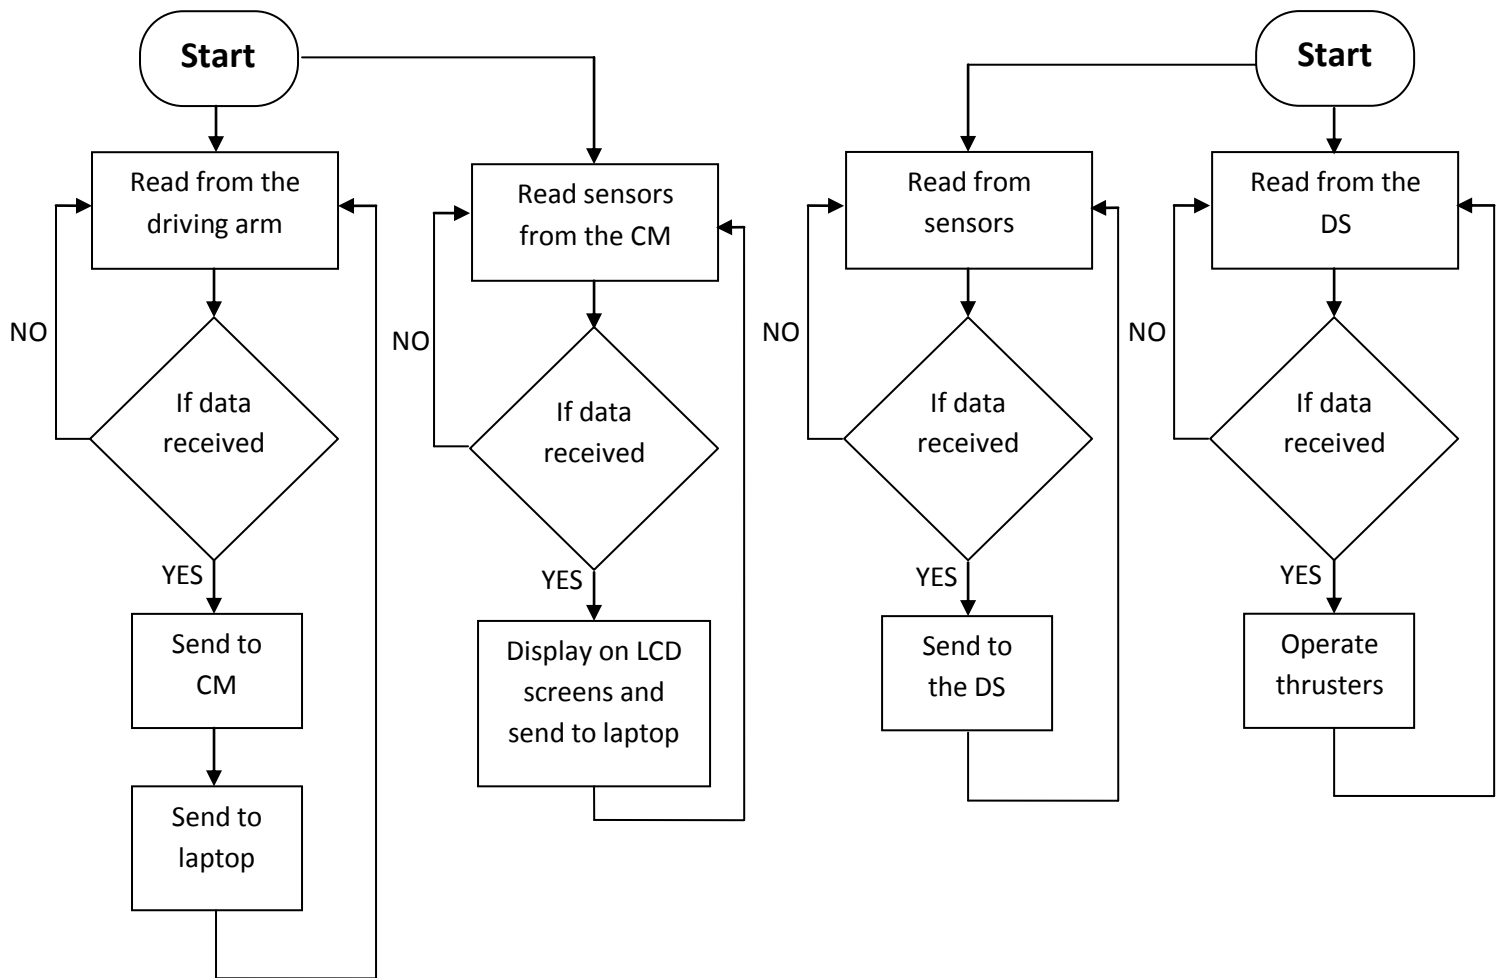 Start
Read from the
driving arm
NO
If data
received
YES
Send to
CM
Send to
laptop
Read sensors
from the CM
NO
If data
received
YES
Display on LCD
screens and
send to laptop
Start
Read from
sensors
NO
If data
received
YES
Send to
the DS
Read from the
DS
NO
If data
received
YES
Operate
thrusters